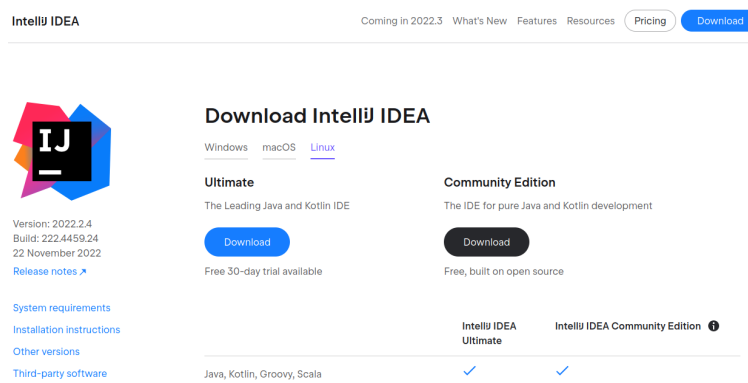 IntelliJ IDEA
Coming in 2022.3 What's New Features Resources Pricing Download
IJ
Download IntelliJ IDEA
Windows macOS Linux
Ultimate
The Leading Java and Kotlin IDE
Download
Free 30-day trial available
Community Edition
The IDE for pure Java and Kotlin development
Download
Free, built on open source
Version: 2022.2.4
Build: 222.4459.24
22 November 2022
Release notes ↗
System requirements
Installation instructions
Other versions
Third-party software
IntelliJ IDEA
Ultimate
IntelliJ IDEA Community Edition
Java, Kotlin, Groovy, Scala